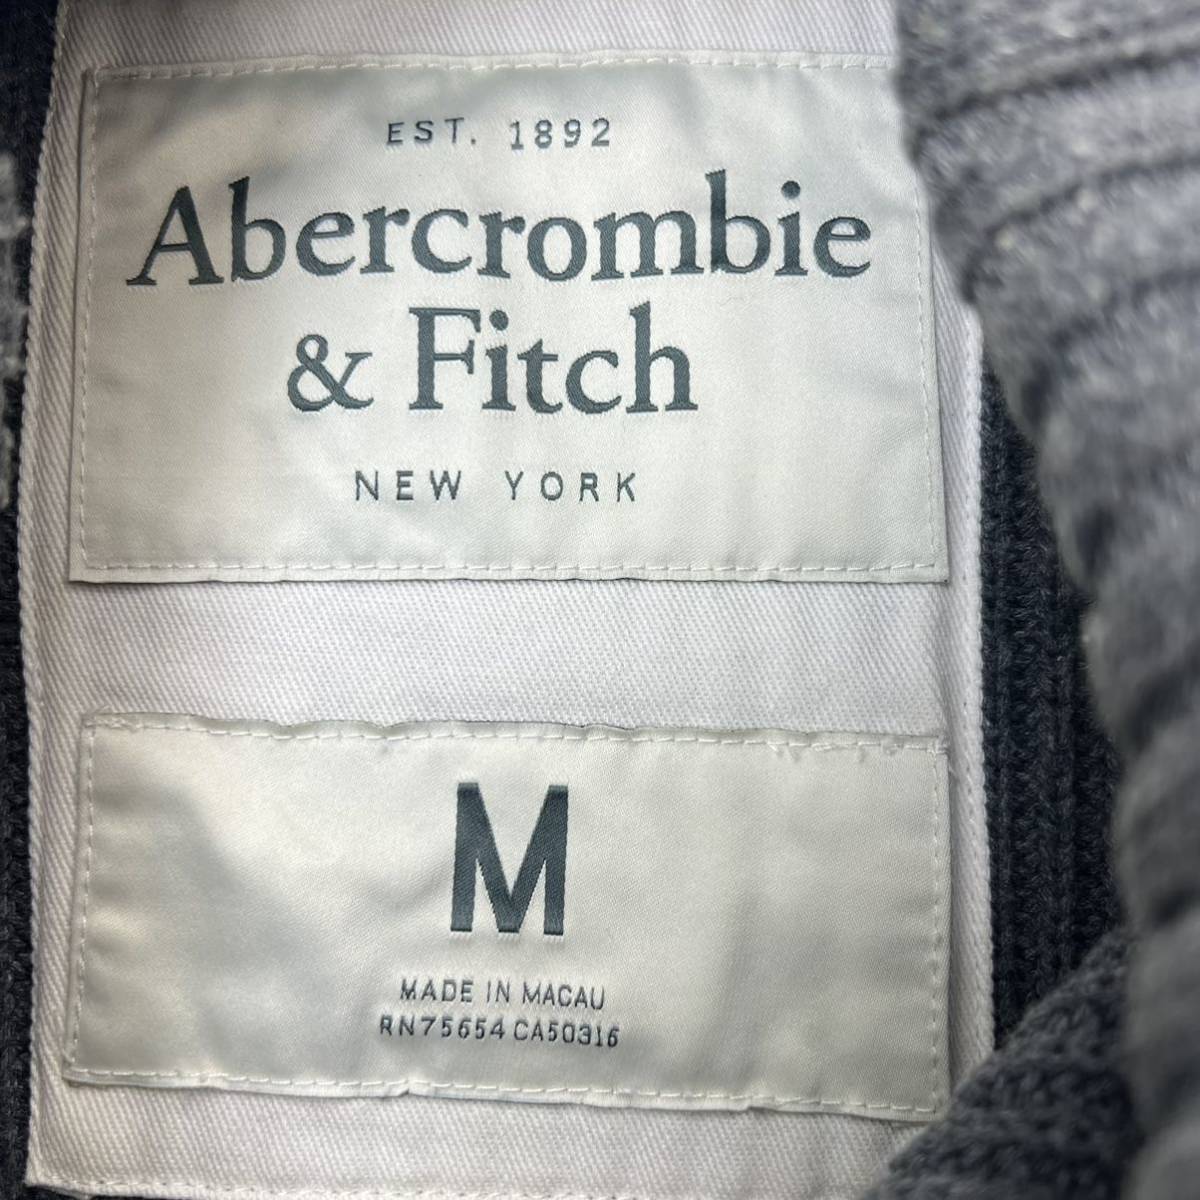 EST. 1892
Abercrombie
& Fitch
NEW YORK
M
MADE IN MACAU
RN75654 CA50316